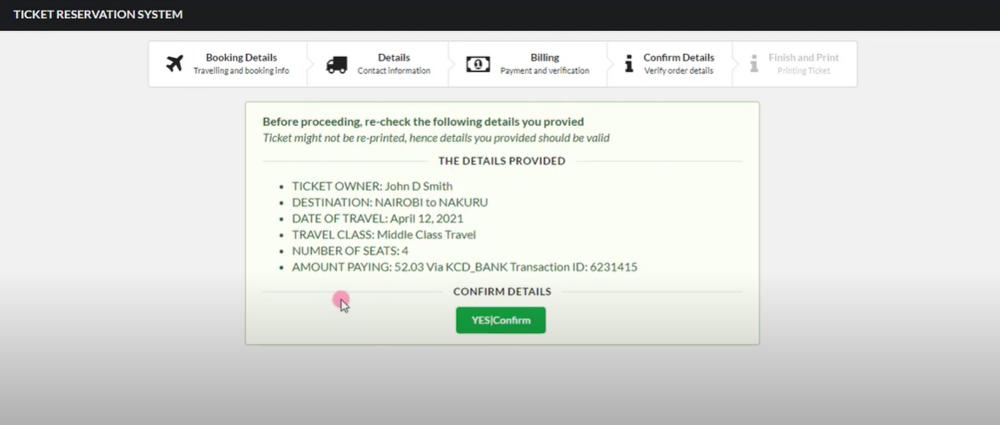 TICKET RESERVATION SYSTEM
Booking Details
Travelling and booking info
Details
Contact information
Billing
Payment and verification
Confirm Details
Verify order details
Finish and Print
Printing Ticket
Before proceeding, re-check the following details you provied
Ticket might not be re-printed, hence details you provided should be valid
THE DETAILS PROVIDED
TICKET OWNER: John D Smith
DESTINATION: NAIROBI to NAKURU
DATE OF TRAVEL: April 12, 2021
TRAVEL CLASS: Middle Class Travel
NUMBER OF SEATS: 4
AMOUNT PAYING: 52.03 Via KCD_BANK Transaction ID: 6231415
CONFIRM DETAILS
YES|Confirm